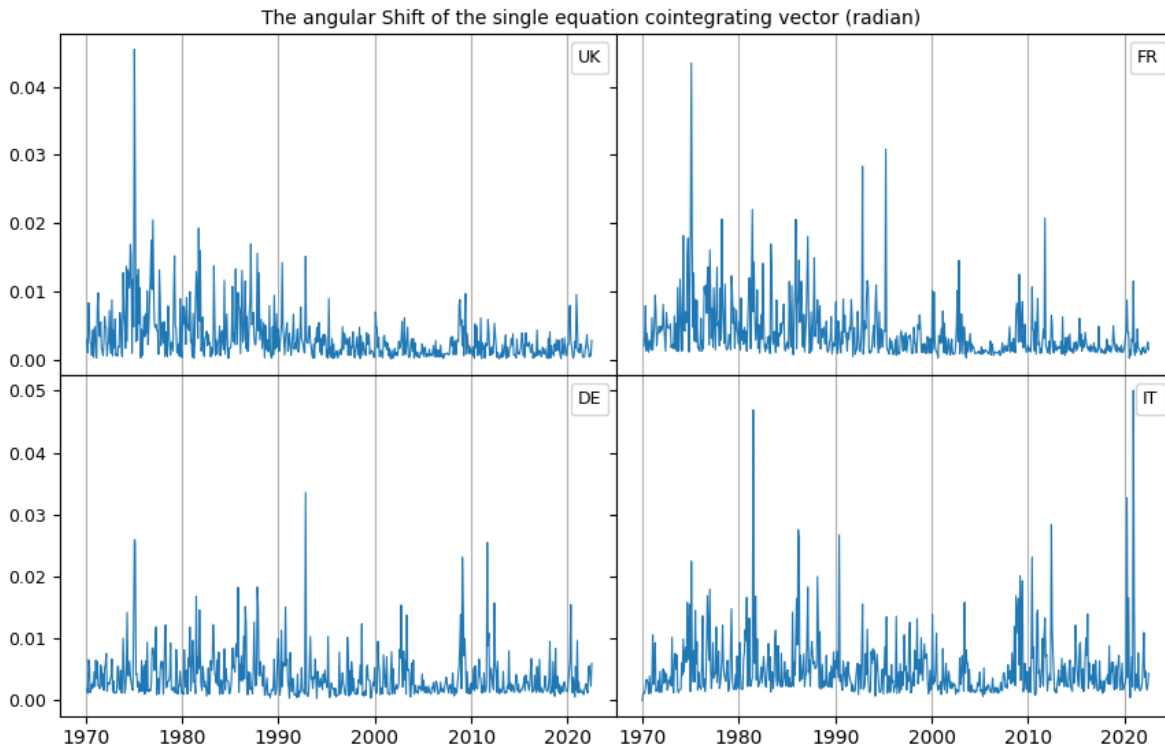 The angular Shift of the single equation cointegrating vector (radian)
UK
FR
0.04
0.03
0.02
0.01
0.00
DE
IT
0.05
0.04
0.03
0.02
0.01
0.00
1970 1980 1990 2000 2010 2020 1970 1980 1990 2000 2010 2020